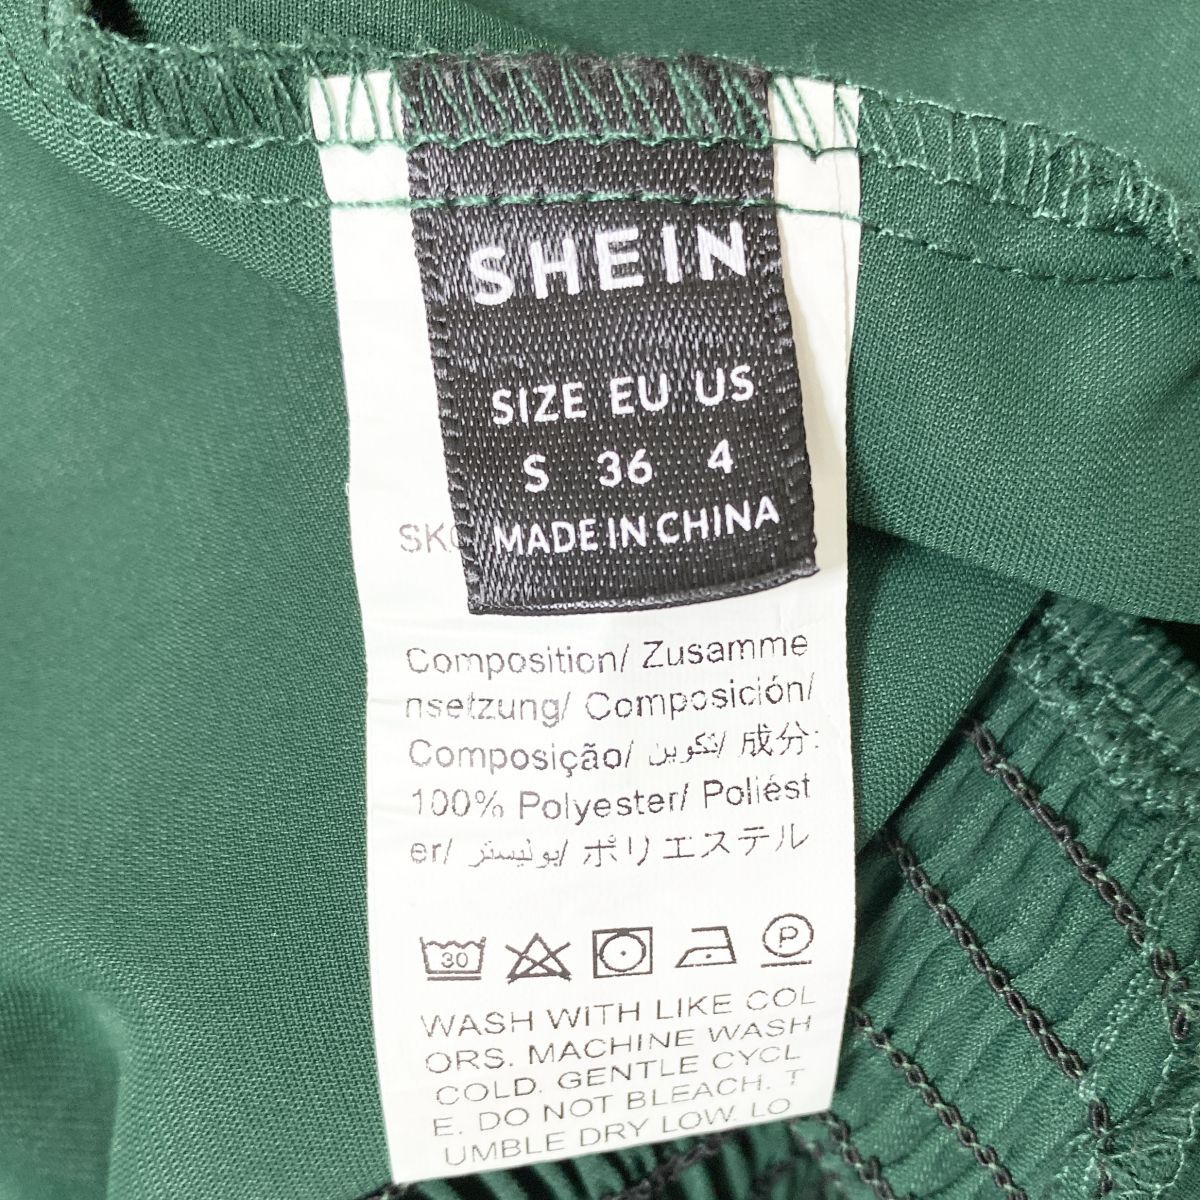 SHEIN
SIZE EU US
S 36 4
MADE IN CHINA
Composition/ Zusamme
nsetzung/ Composición/
Composição/ تكوين/ 成分:
100% Polyester/ Poliést
er/ بوليستر/ ポリエステル
30
P
WASH WITH LIKE COL
ORS. MACHINE WASH
COLD. GENTLE CYCL
E. DO NOT BLEACH. T
UMBLE DRY LOW. LO